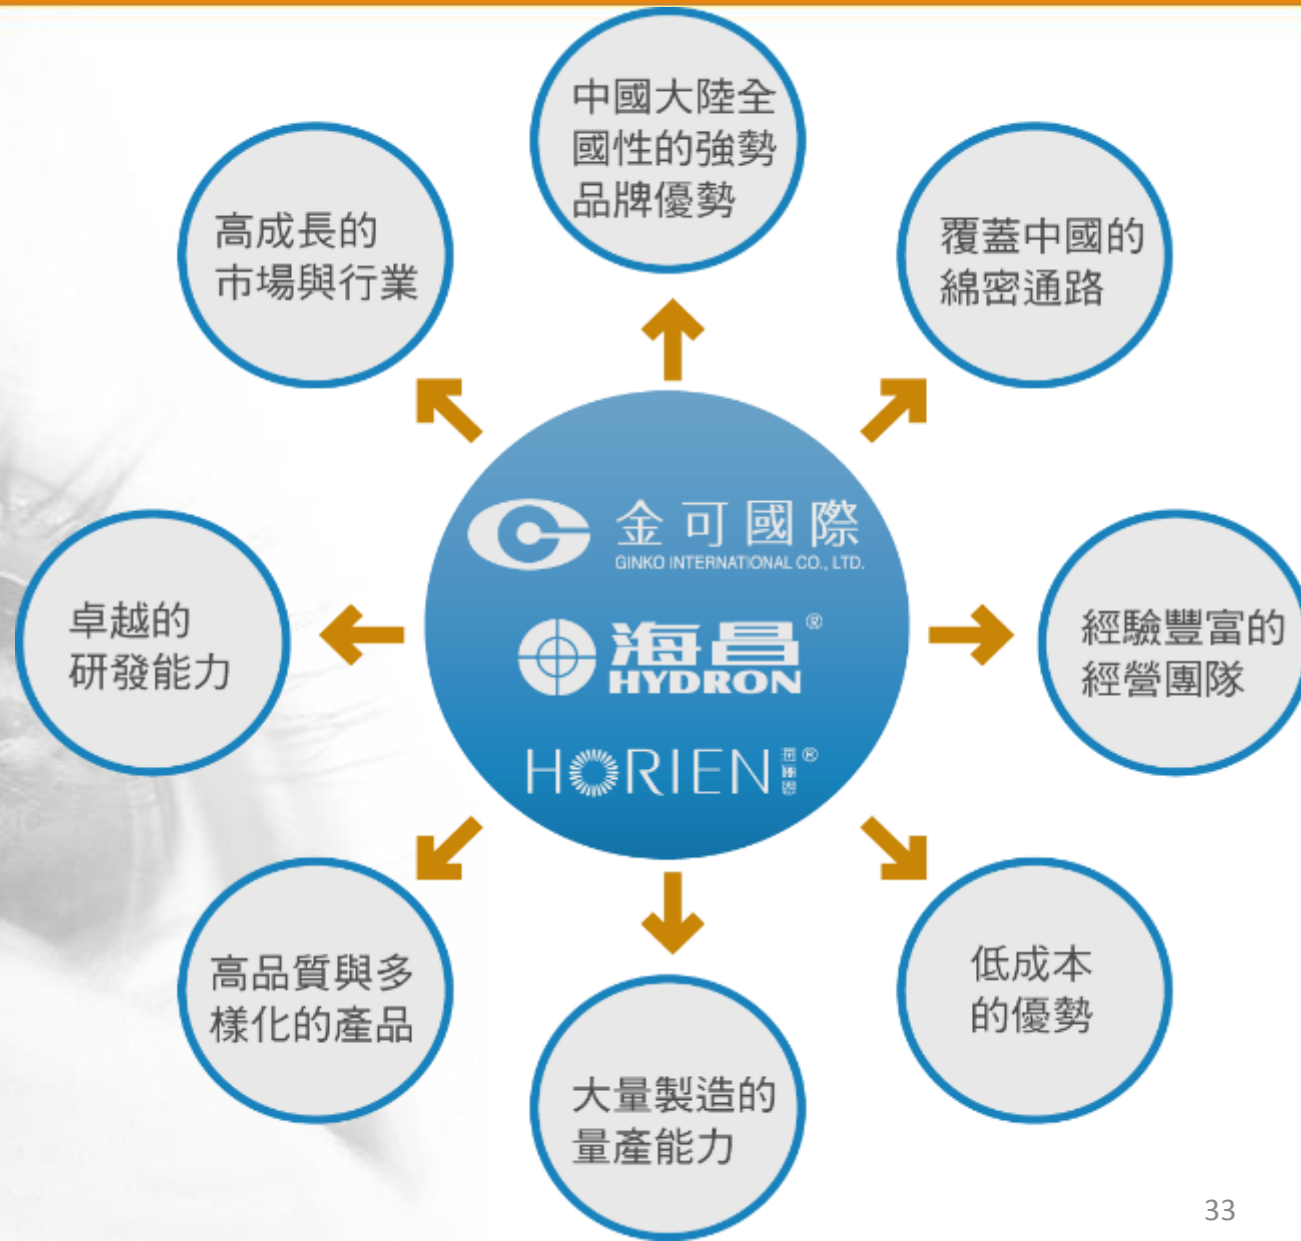 中國大陸全
國性的強勢
品牌優勢
高成長的
市場與行業
覆蓋中國的
綿密通路
金可國際
GINKO INTERNATIONAL CO., LTD.
海昌®
HYDRON
HORIEN®
卓越的
研發能力
經驗豐富的
經營團隊
高品質與多
樣化的產品
低成本
的優勢
大量製造的
量產能力
33